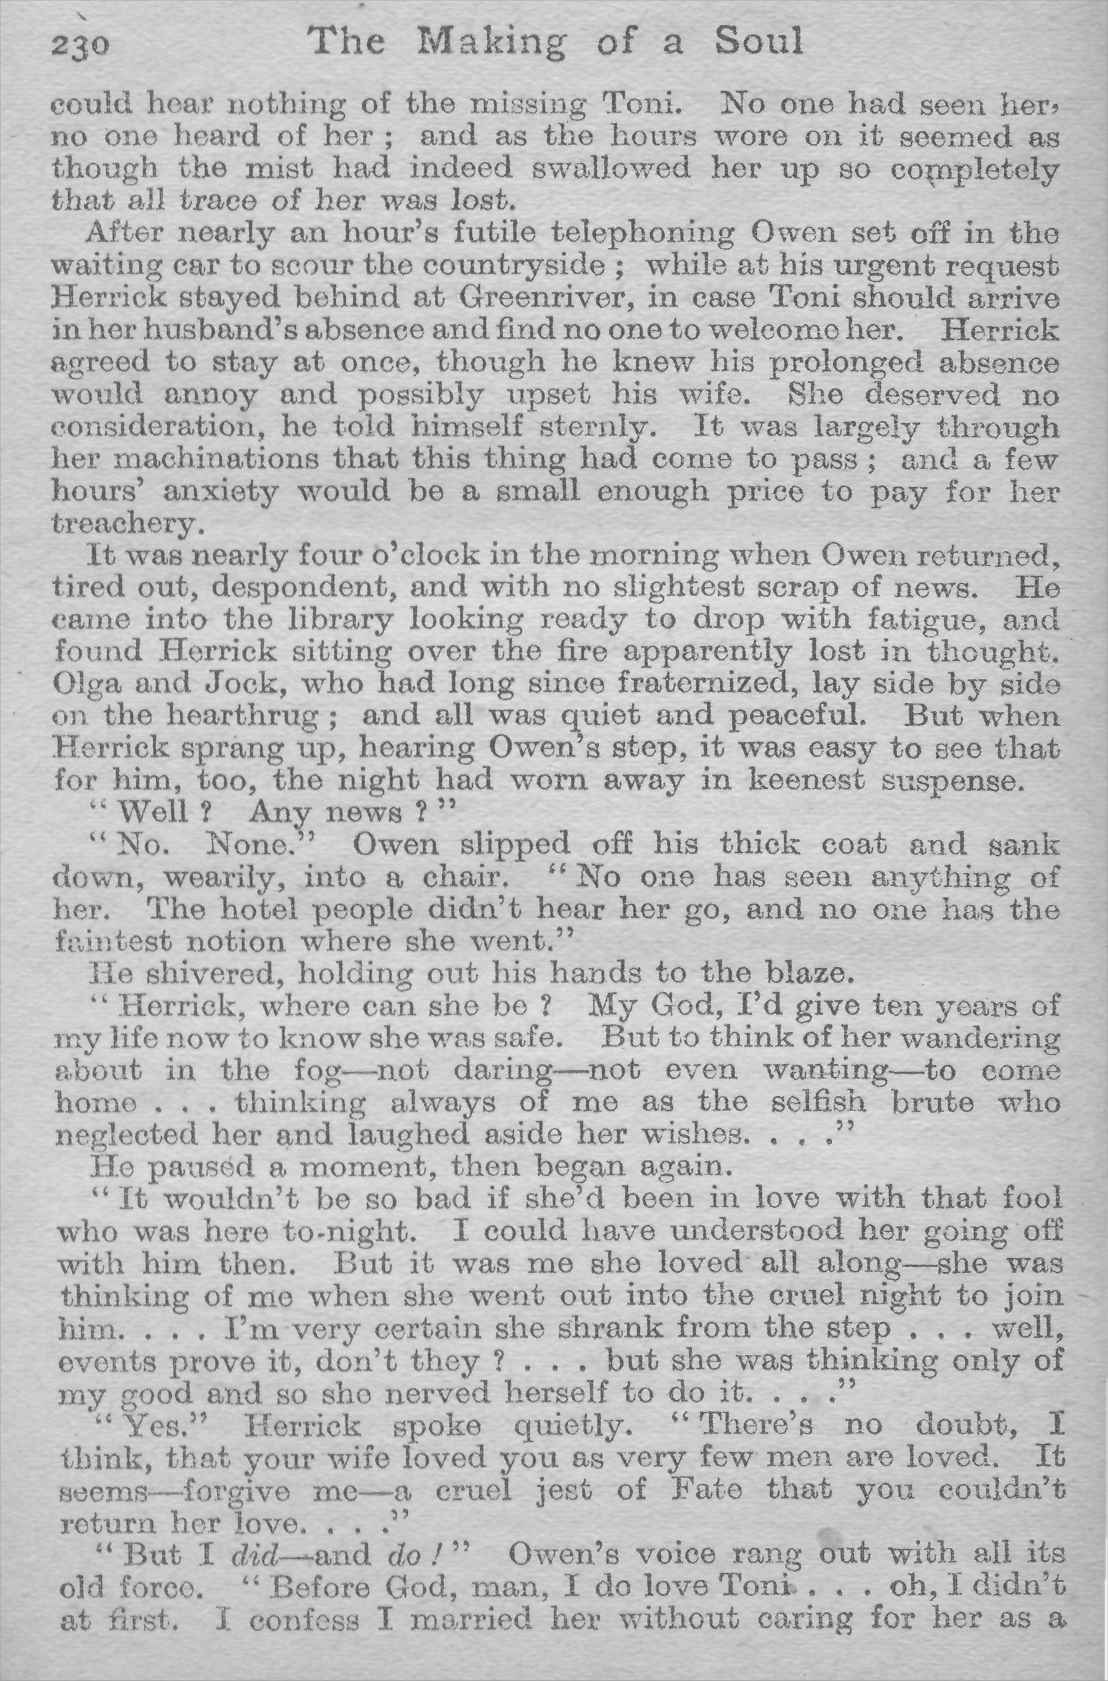 230 The Making of a Soul
could hear nothing of the missing Toni. No one had seen her,
no one heard of her ; and as the hours wore on it seemed as
though the mist had indeed swallowed her up so completely
that all trace of her was lost.
After nearly an hour's futile telephoning Owen set off in the
waiting car to scour the countryside ; while at his urgent request
Herrick stayed behind at Greenriver, in case Toni should arrive
in her husband's absence and find no one to welcome her. Herrick
agreed to stay at once, though he knew his prolonged absence
would annoy and possibly upset his wife. She deserved no
consideration, he told himself sternly. It was largely through
her machinations that this thing had come to pass ; and a few
hours' anxiety would be a small enough price to pay for her
treachery.
It was nearly four o'clock in the morning when Owen returned,
tired out, despondent, and with no slightest scrap of news. He
came into the library looking ready to drop with fatigue, and
found Herrick sitting over the fire apparently lost in thought.
Olga and Jock, who had long since fraternized, lay side by side
on the hearthrug ; and all was quiet and peaceful. But when
Herrick sprang up, hearing Owen's step, it was easy to see that
for him, too, the night had worn away in keenest suspense.
“ Well ? Any news ? ”
“ No. None.” Owen slipped off his thick coat and sank
down, wearily, into a chair. “ No one has seen anything of
her. The hotel people didn't hear her go, and no one has the
faintest notion where she went.”
He shivered, holding out his hands to the blaze.
“ Herrick, where can she be ? My God, I'd give ten years of
my life now to know she was safe. But to think of her wandering
about in the fog—not daring—not even wanting—to come
home . . . thinking always of me as the selfish brute who
neglected her and laughed aside her wishes. . . .”
He paused a moment, then began again.
“ It wouldn't be so bad if she'd been in love with that fool
who was here to-night. I could have understood her going off
with him then. But it was me she loved all along—she was
thinking of me when she went out into the cruel night to join
him. . . . I'm very certain she shrank from the step . . . well,
events prove it, don't they ? . . . but she was thinking only of
my good and so she nerved herself to do it. . . .”
“ Yes.” Herrick spoke quietly. “ There's no doubt, I
think, that your wife loved you as very few men are loved. It
seems—forgive me—a cruel jest of Fate that you couldn't
return her love. . . .”
“ But I did—and do ! ” Owen's voice rang out with all its
old force. “ Before God, man, I do love Toni . . . oh, I didn't
at first. I confess I married her without caring for her as a